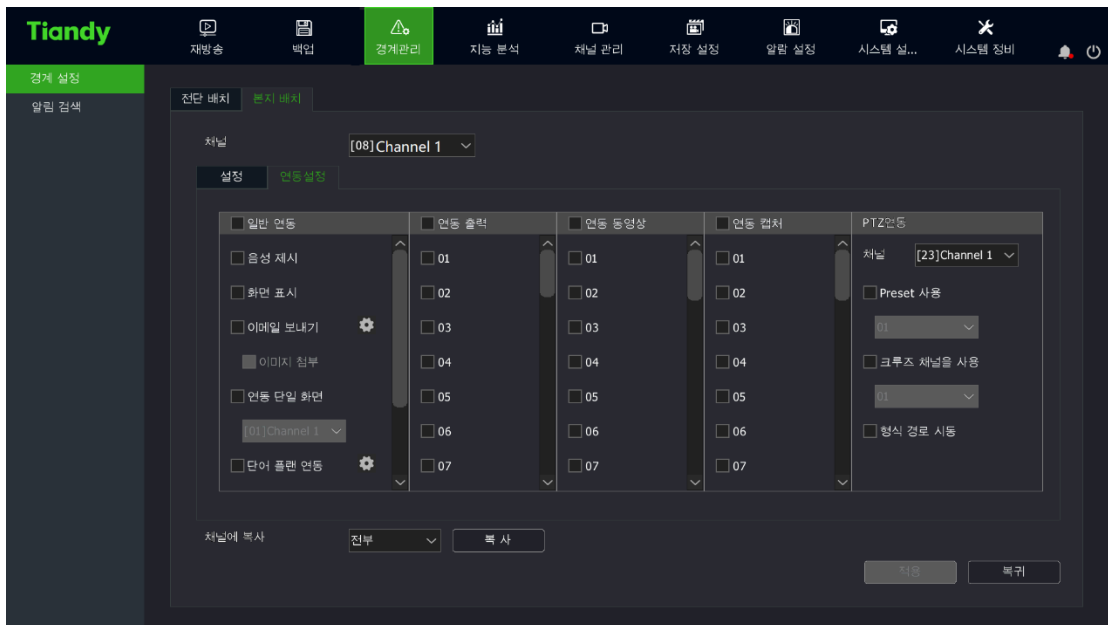 Tiandy
재방송 백업 경계관리 지능 분석 채널 관리 저장 설정 알람 설정 시스템 설... 시스템 정비
경계 설정
알림 검색
전단 배치 본지 배치
채널 [08]Channel 1
설정 연동설정
일반 연동 연동 출력 연동 동영상 연동 캡처 PTZ연동
음성 제시 01 01 01 채널 [23]Channel 1
화면 표시 02 02 02 Preset 사용
이메일 보내기 03 03 03 01
이미지 첨부 04 04 04 크루즈 채널을 사용
연동 단일 화면 05 05 05 01
[01]Channel 1 06 06 06 형식 경로 시동
단어 플랜 연동 07 07 07
채널에 복사 전부 복 사
적용 복귀